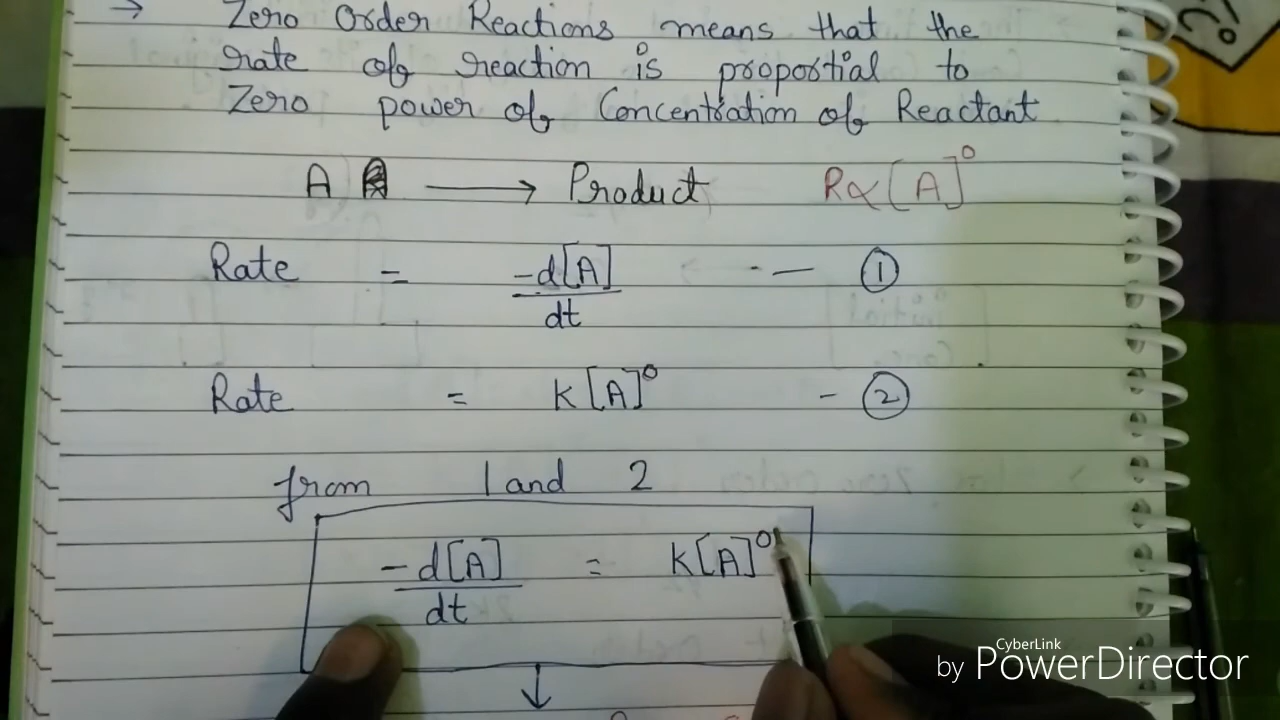 → Zero Order Reactions means that the
rate of reaction is proportial to
Zero power of Concentration of Reactant
A ⟶ Product R∝[A]⁰
Rate = -d[A]/dt -- — ①
Rate = K[A]⁰ - ②
from 1 and 2
-d[A]/dt = K[A]⁰
↓
CyberLink
by PowerDirector